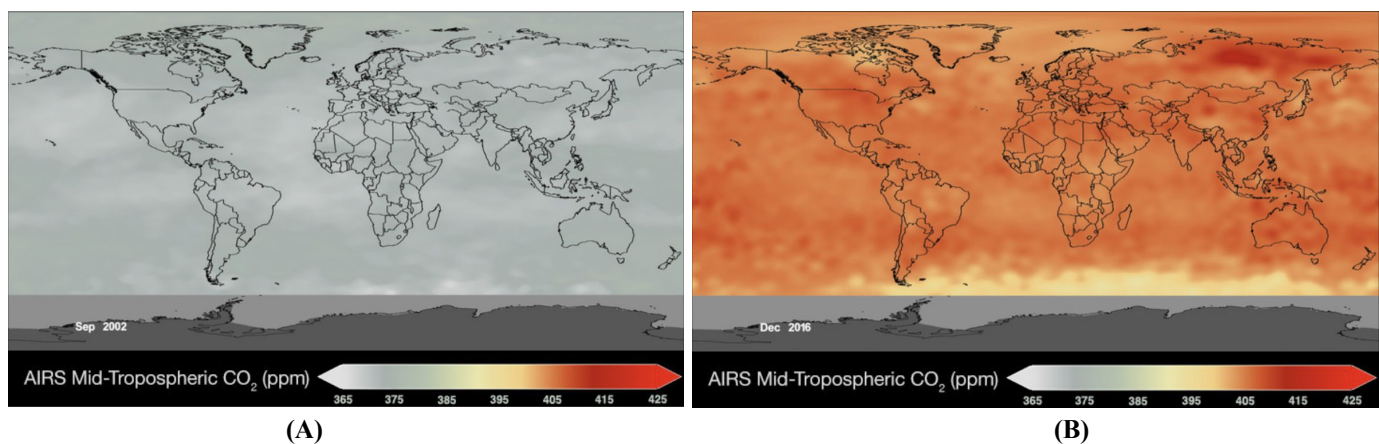 Sep 2002
AIRS Mid-Tropospheric CO₂ (ppm)
365 375 385 395 405 415 425
(A)
Dec 2016
AIRS Mid-Tropospheric CO₂ (ppm)
365 375 385 395 405 415 425
(B)